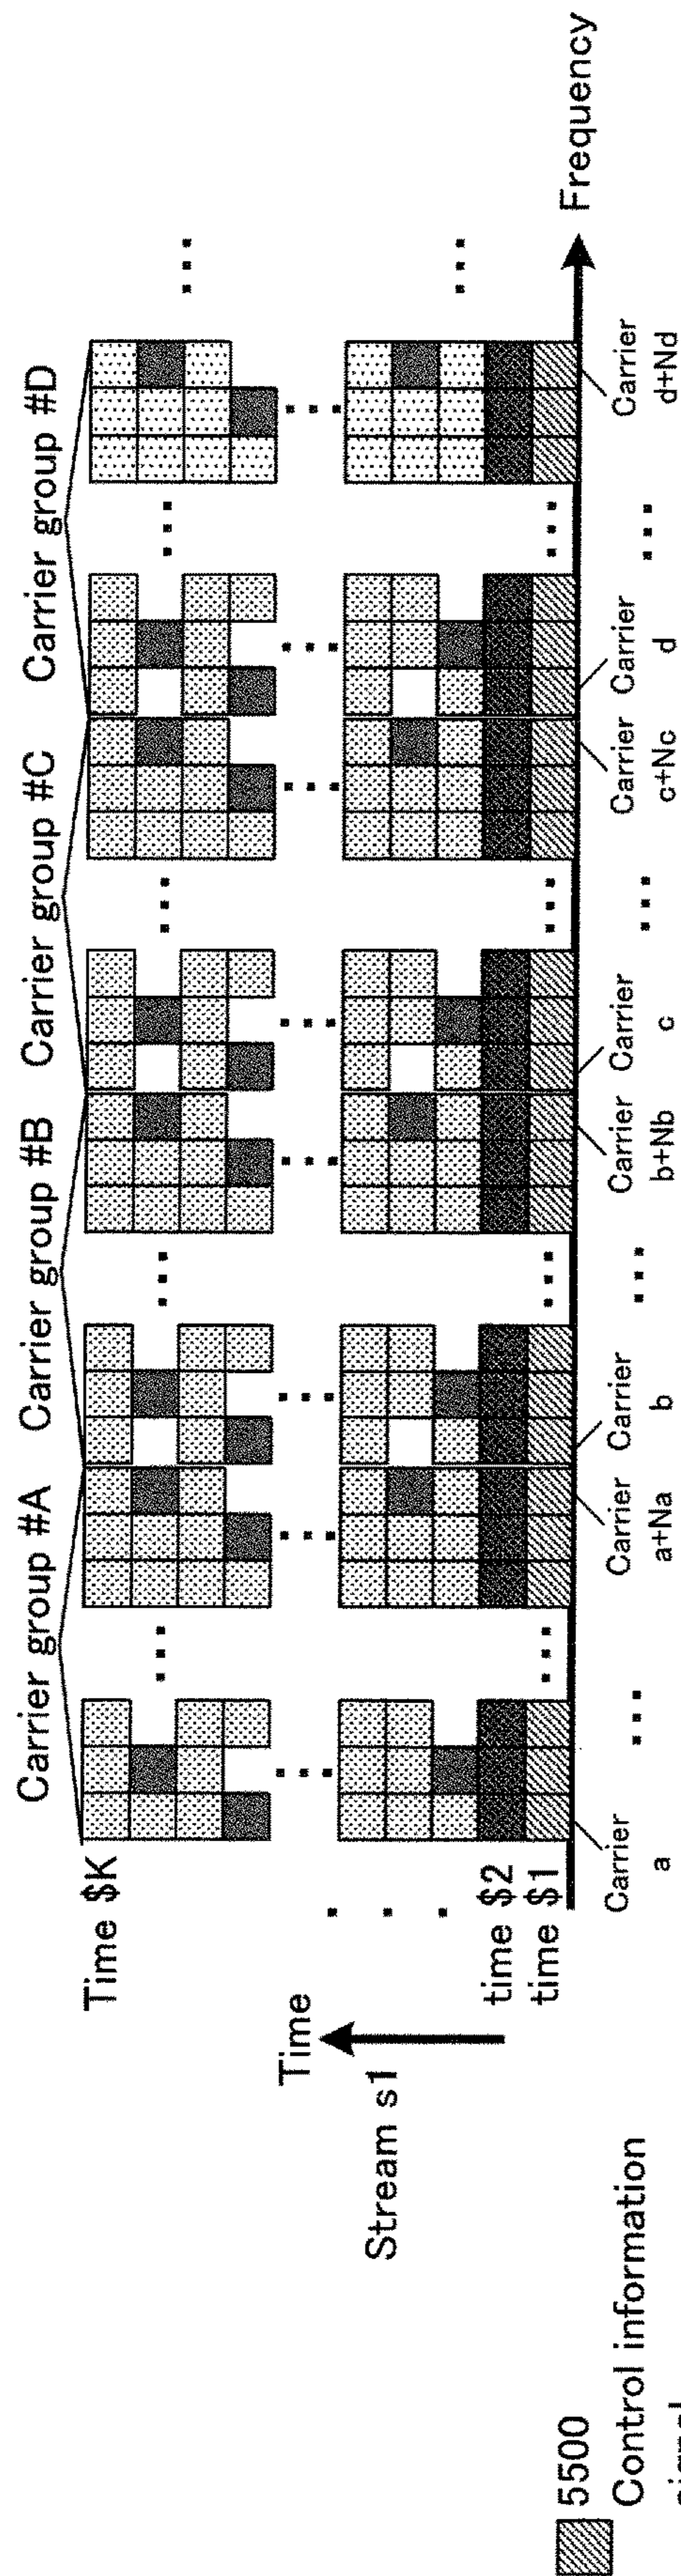 Carrier group #A
Carrier group #B
Carrier group #C
Carrier group #D
Time $K
Time
Stream s1
time $2
time $1
Frequency
Carrier
a
Carrier
a+Na
Carrier
b
Carrier
b+Nb
Carrier
c
Carrier
c+Nc
Carrier
d
Carrier
d+Nd
5500
Control information